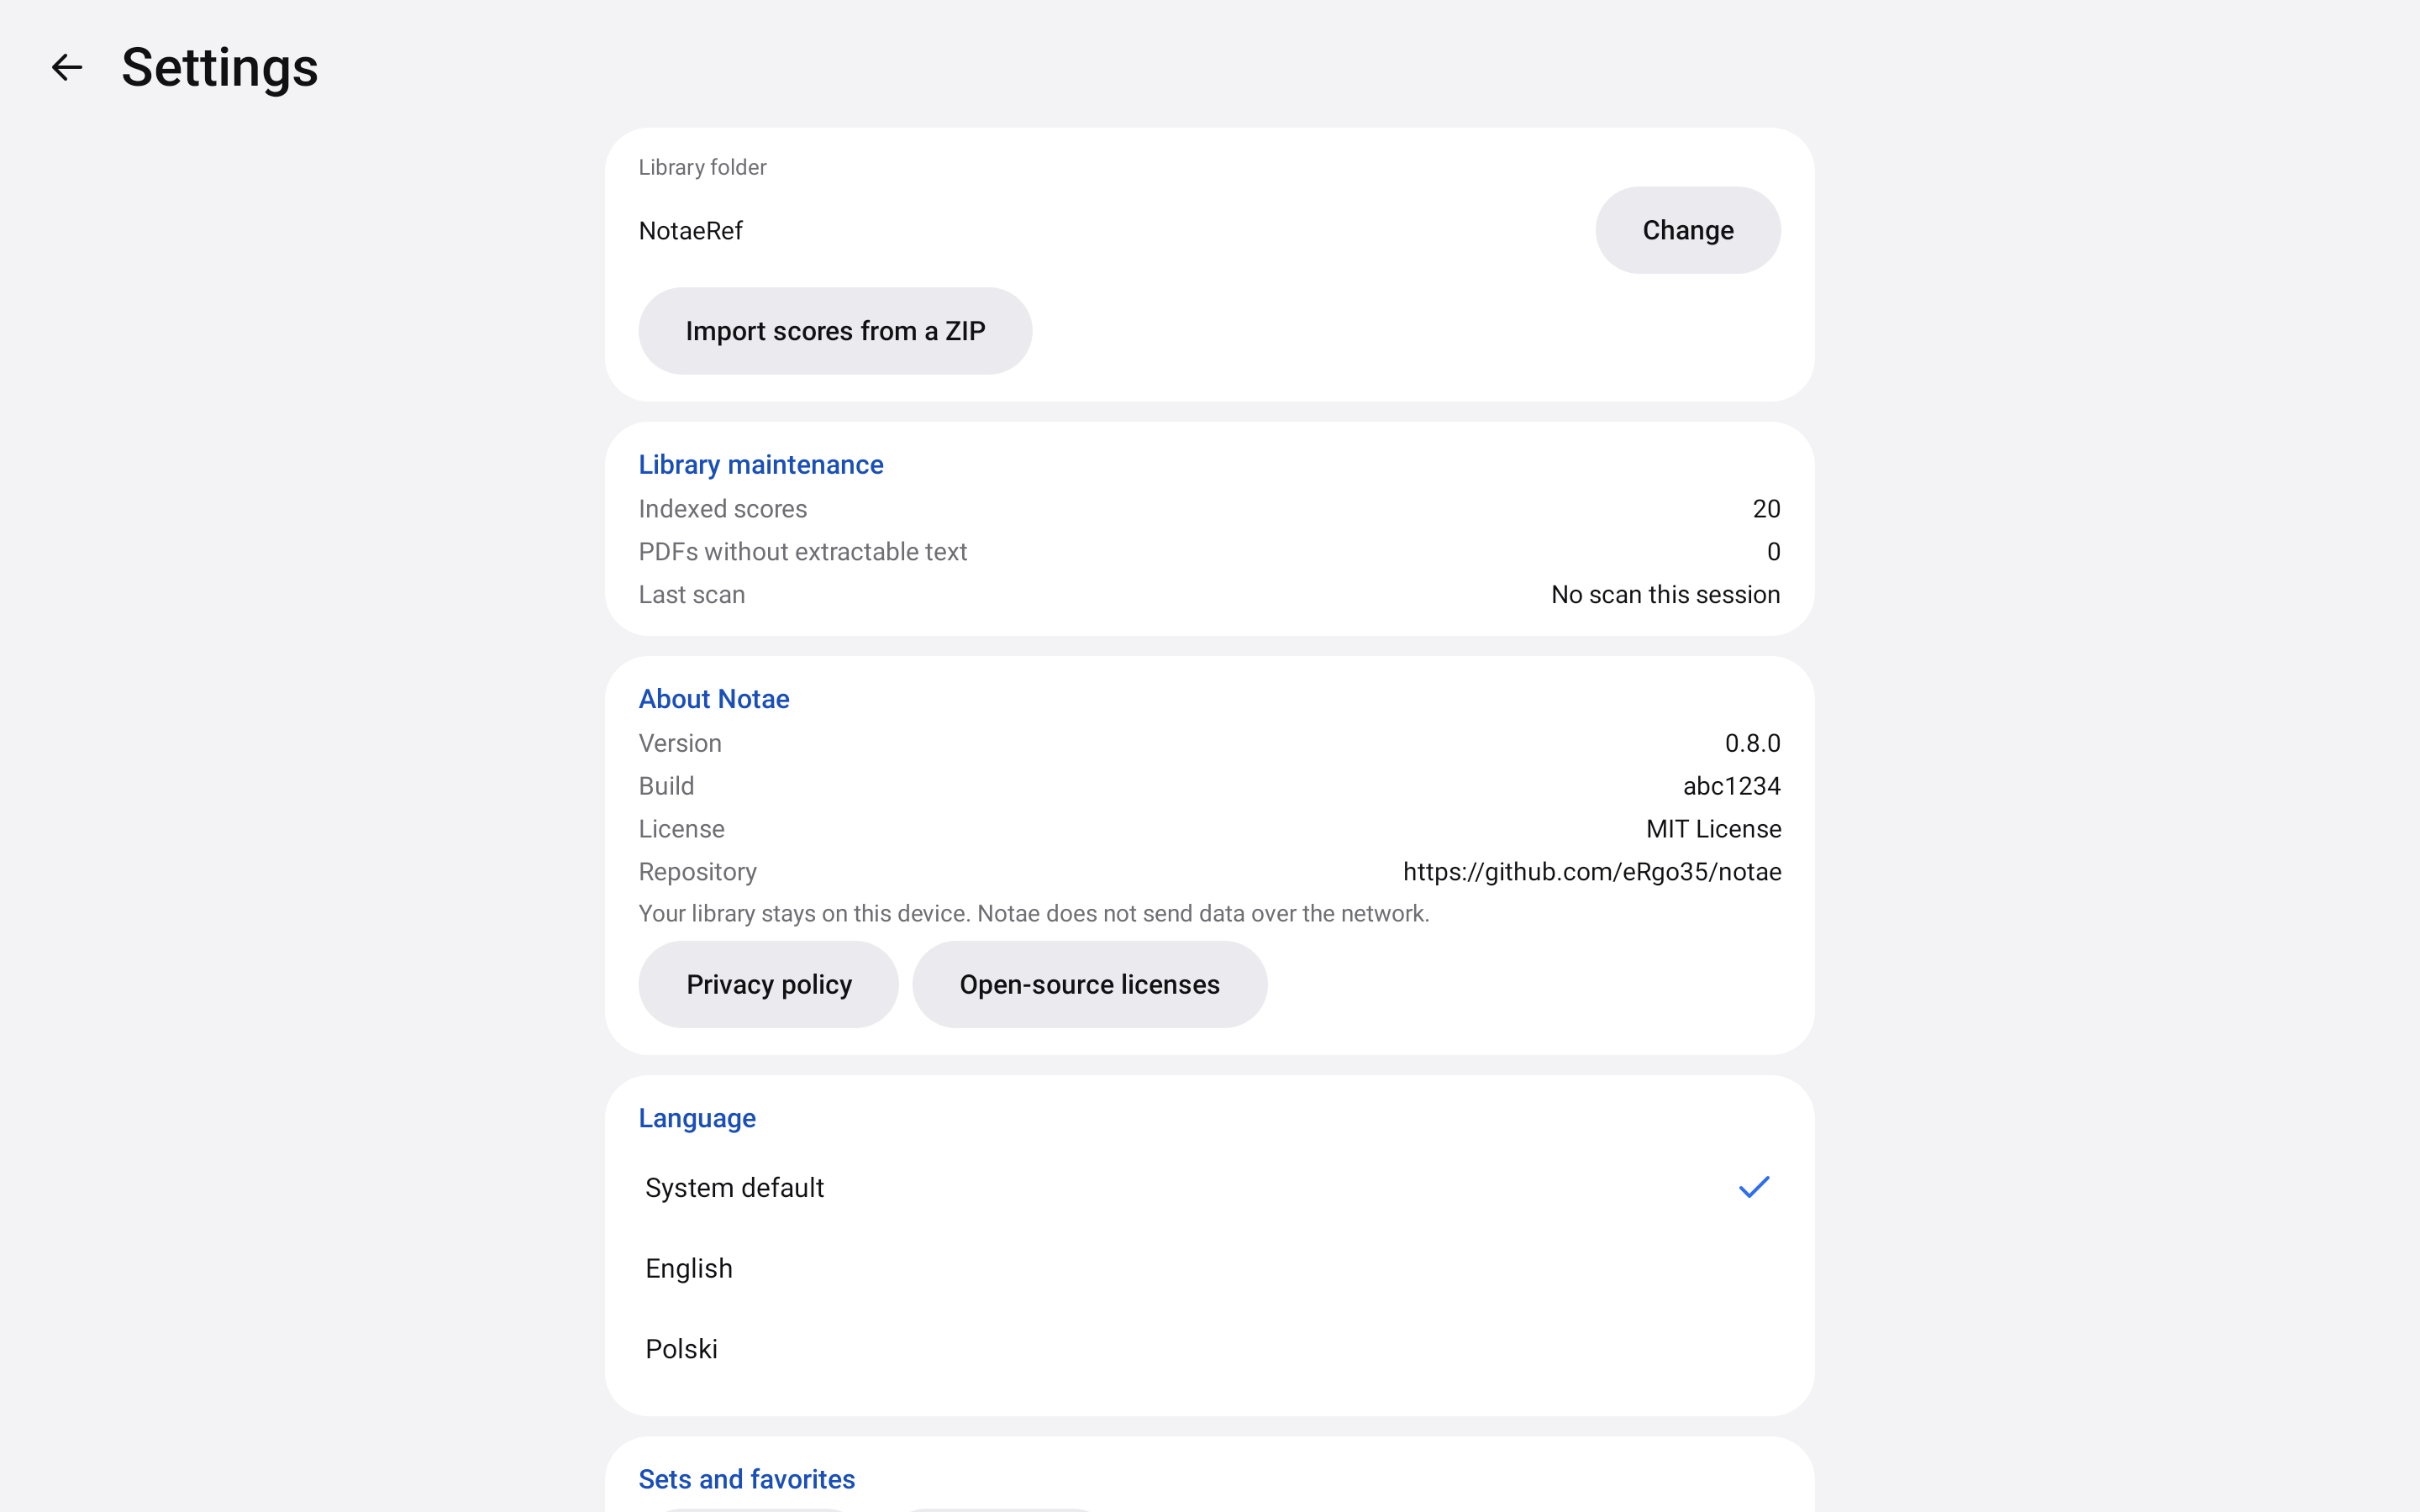 Settings
Library folder
NotaeRef
Change
Import scores from a ZIP
Library maintenance
Indexed scores 20
PDFs without extractable text 0
Last scan No scan this session
About Notae
Version 0.8.0
Build abc1234
License MIT License
Repository https://github.com/eRgo35/notae
Your library stays on this device. Notae does not send data over the network.
Privacy policy Open-source licenses
Language
System default
English
Polski
Sets and favorites